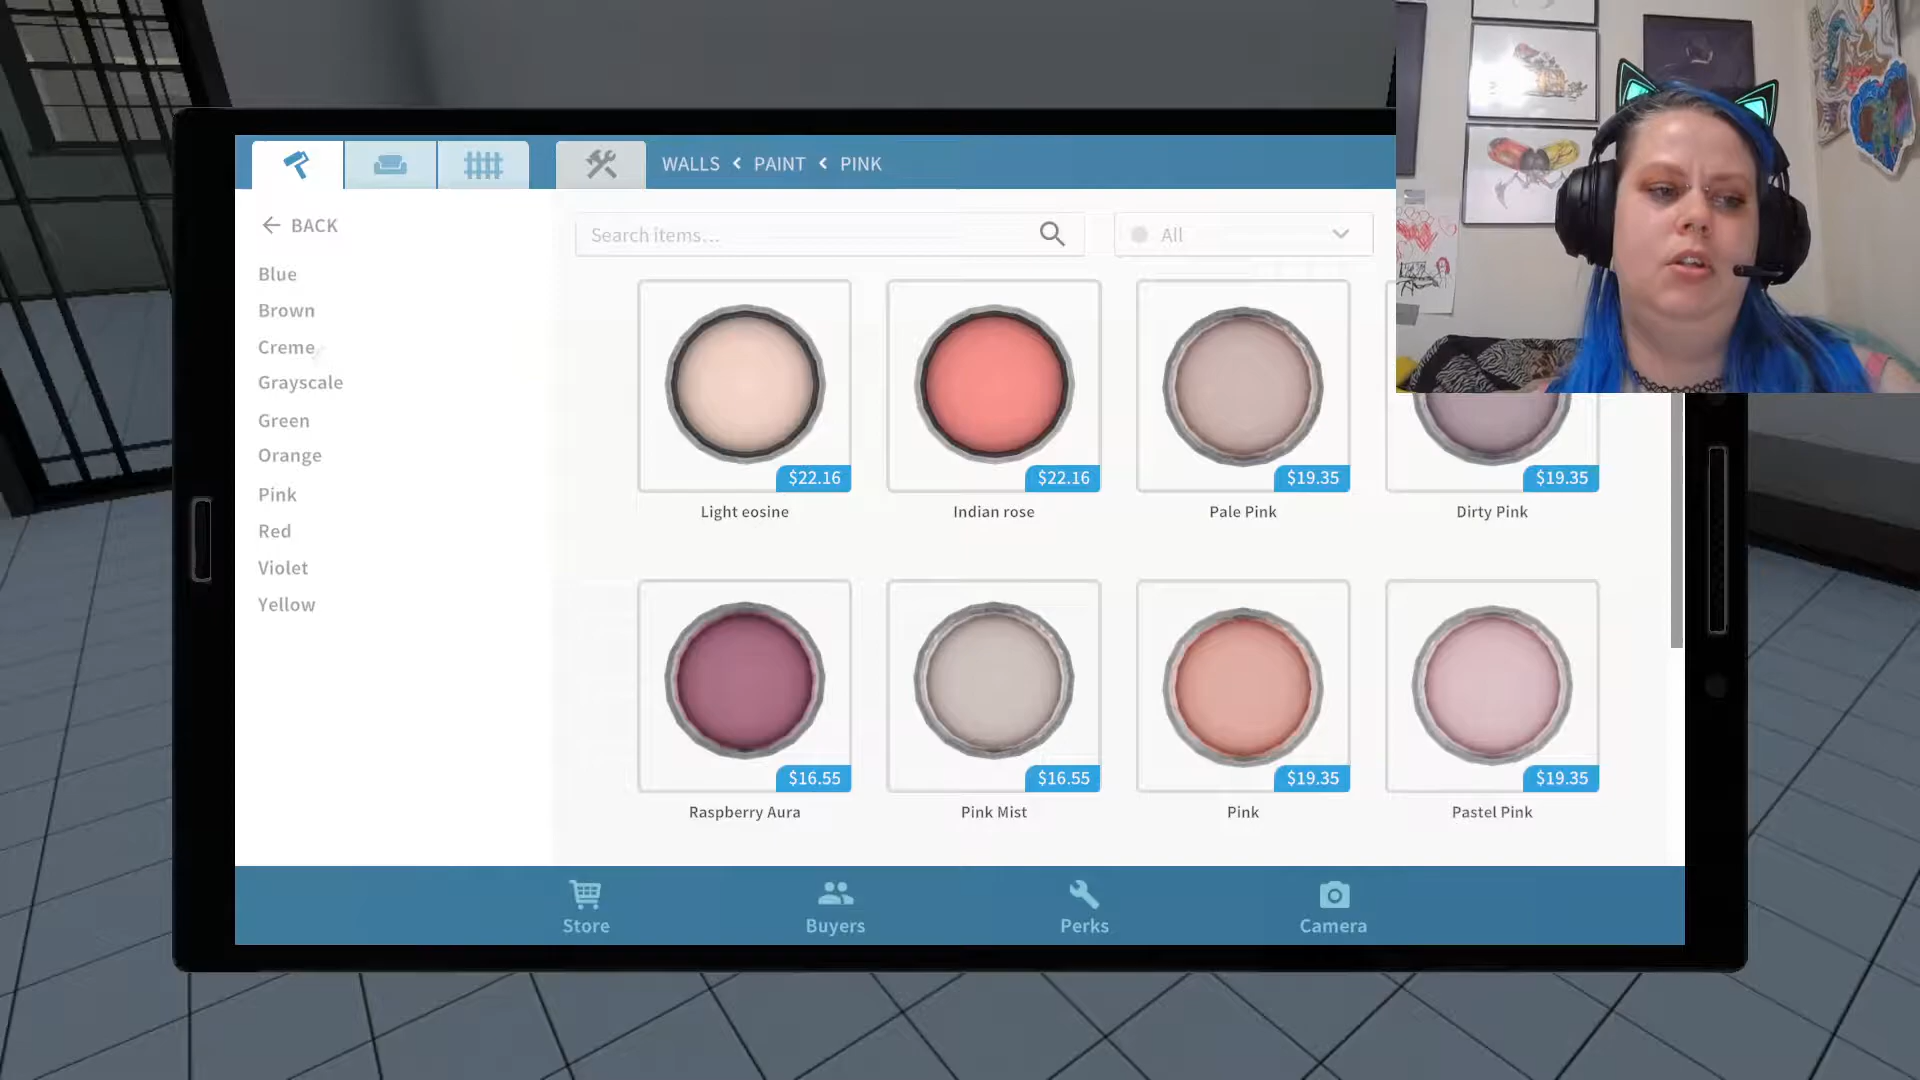 WALLS < PAINT < PINK
BACK
Search items...
All
Blue
Brown
Creme
Grayscale
Green
Orange
Pink
Red
Violet
Yellow
$22.16
$22.16
$19.35
$19.35
Light eosine
Indian rose
Pale Pink
Dirty Pink
$16.55
$16.55
$19.35
$19.35
Raspberry Aura
Pink Mist
Pink
Pastel Pink
Store
Buyers
Perks
Camera